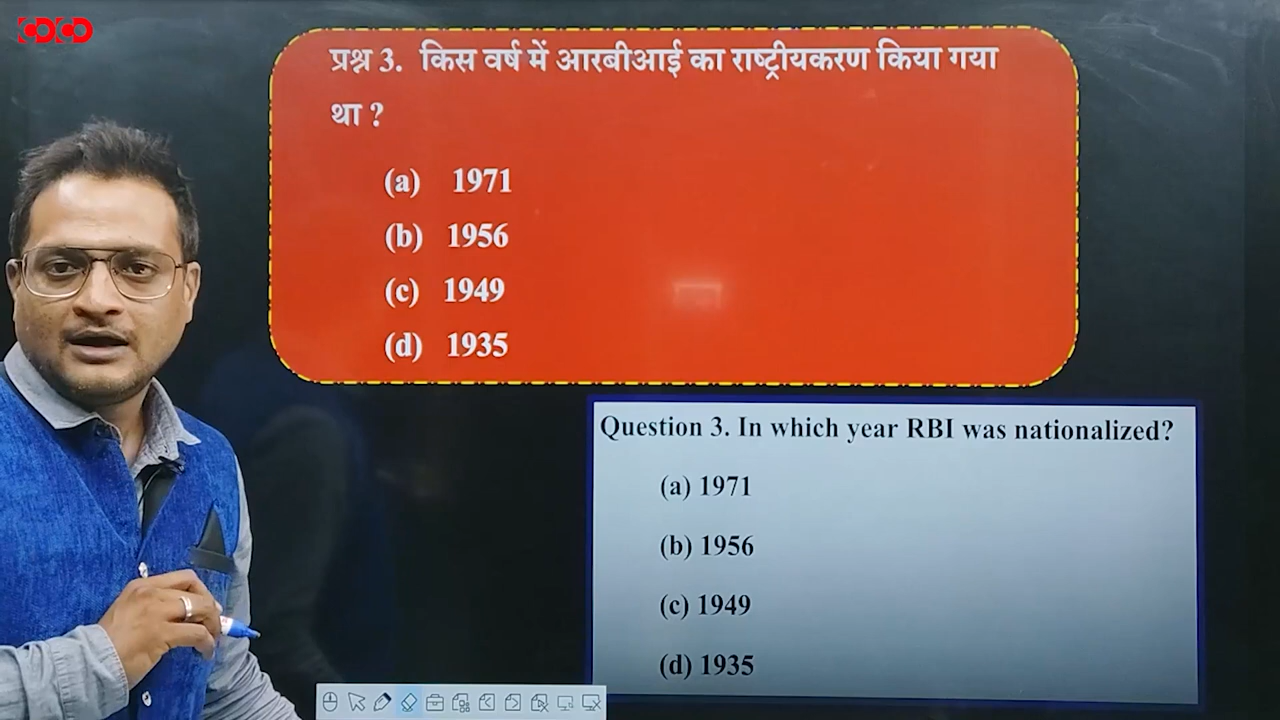 प्रश्न 3. किस वर्ष में आरबीआई का राष्ट्रीयकरण किया गया
था ?
(a) 1971
(b) 1956
(c) 1949
(d) 1935
Question 3. In which year RBI was nationalized?
(a) 1971
(b) 1956
(c) 1949
(d) 1935